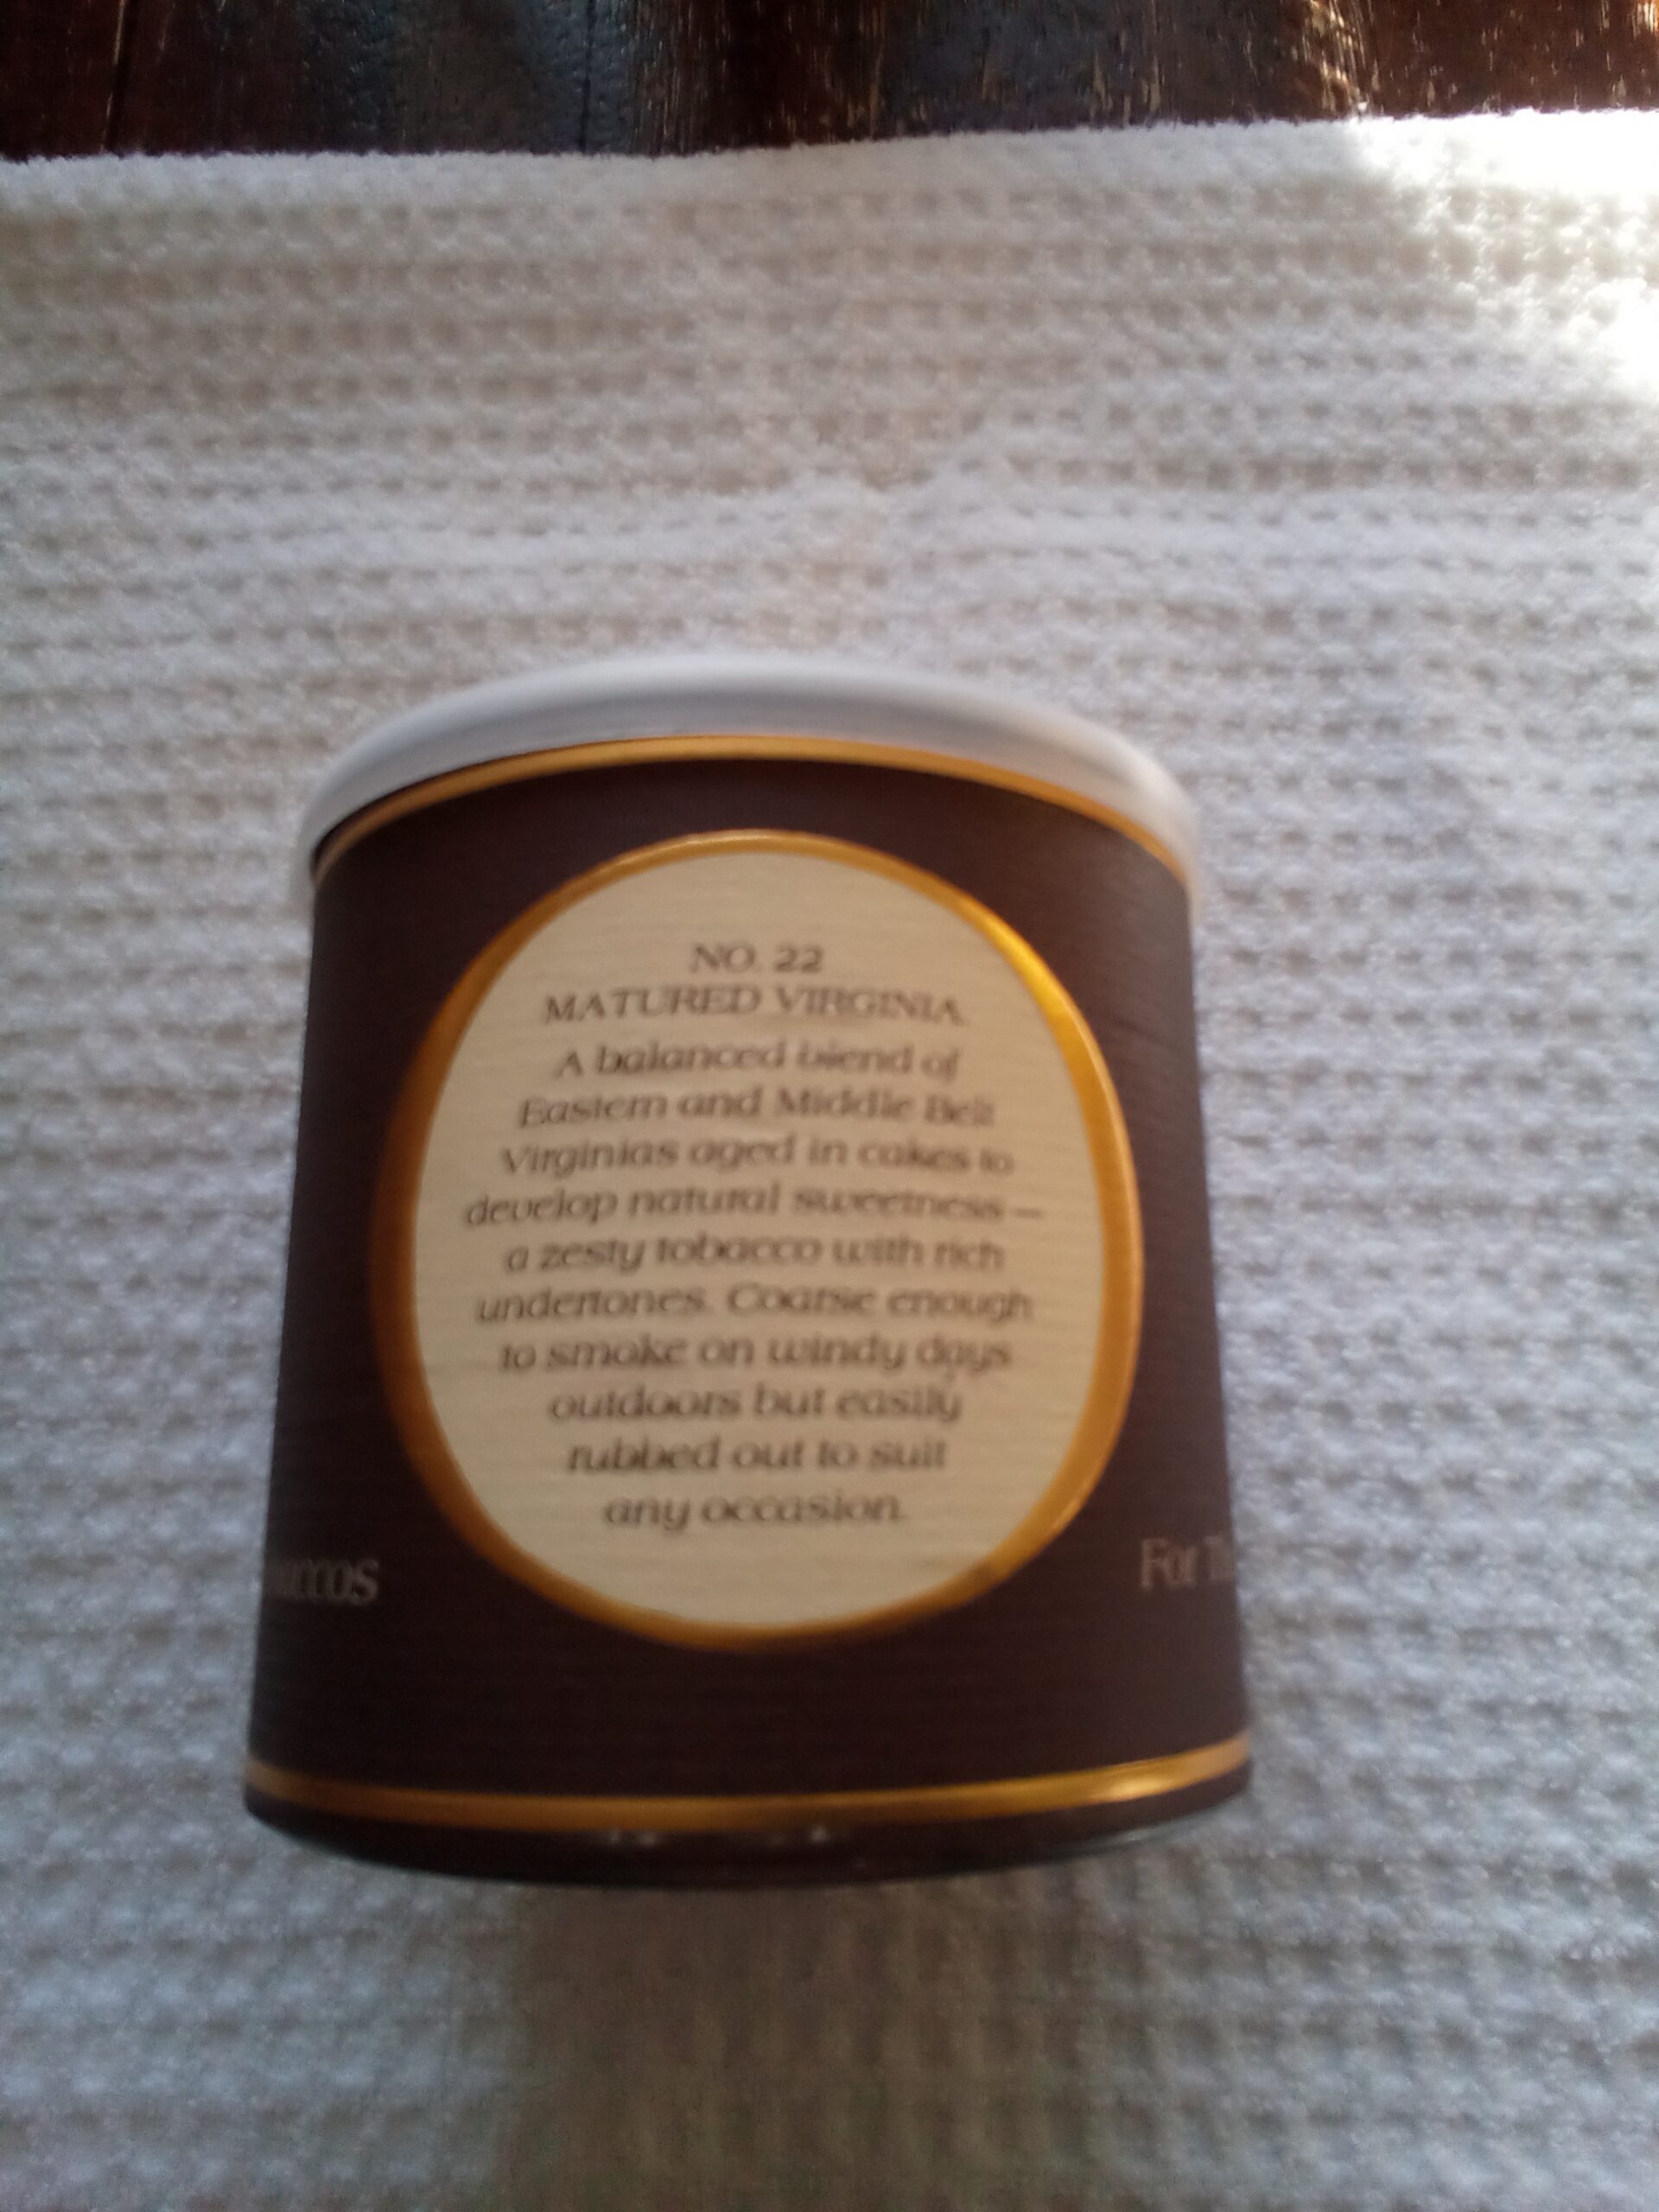 NO. 22
MATURED VIRGINIA
A balanced blend of
Eastern and Middle Belt
Virginias aged in cakes to
develop natural sweetness —
a zesty tobacco with rich
undertones. Coarse enough
to smoke on windy days
outdoors but easily
rubbed out to suit
any occasion.
For